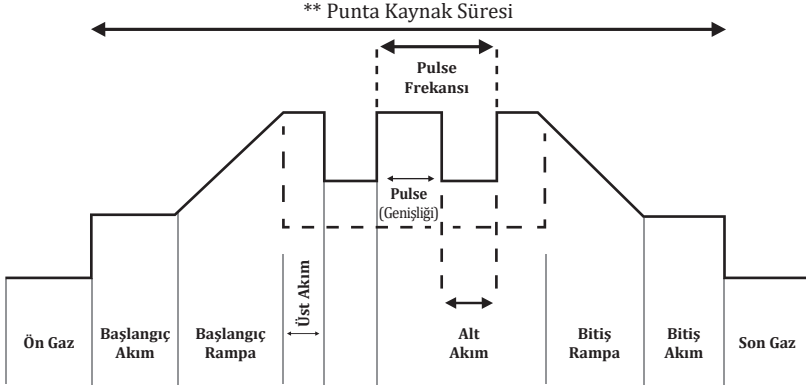 ** Punta Kaynak Süresi
Pulse
Frekansı
Pulse
(Genişliği)
Üst Akım
Ön Gaz
Başlangıç
Akım
Başlangıç
Rampa
Alt
Akım
Bitiş
Rampa
Bitiş
Akım
Son Gaz